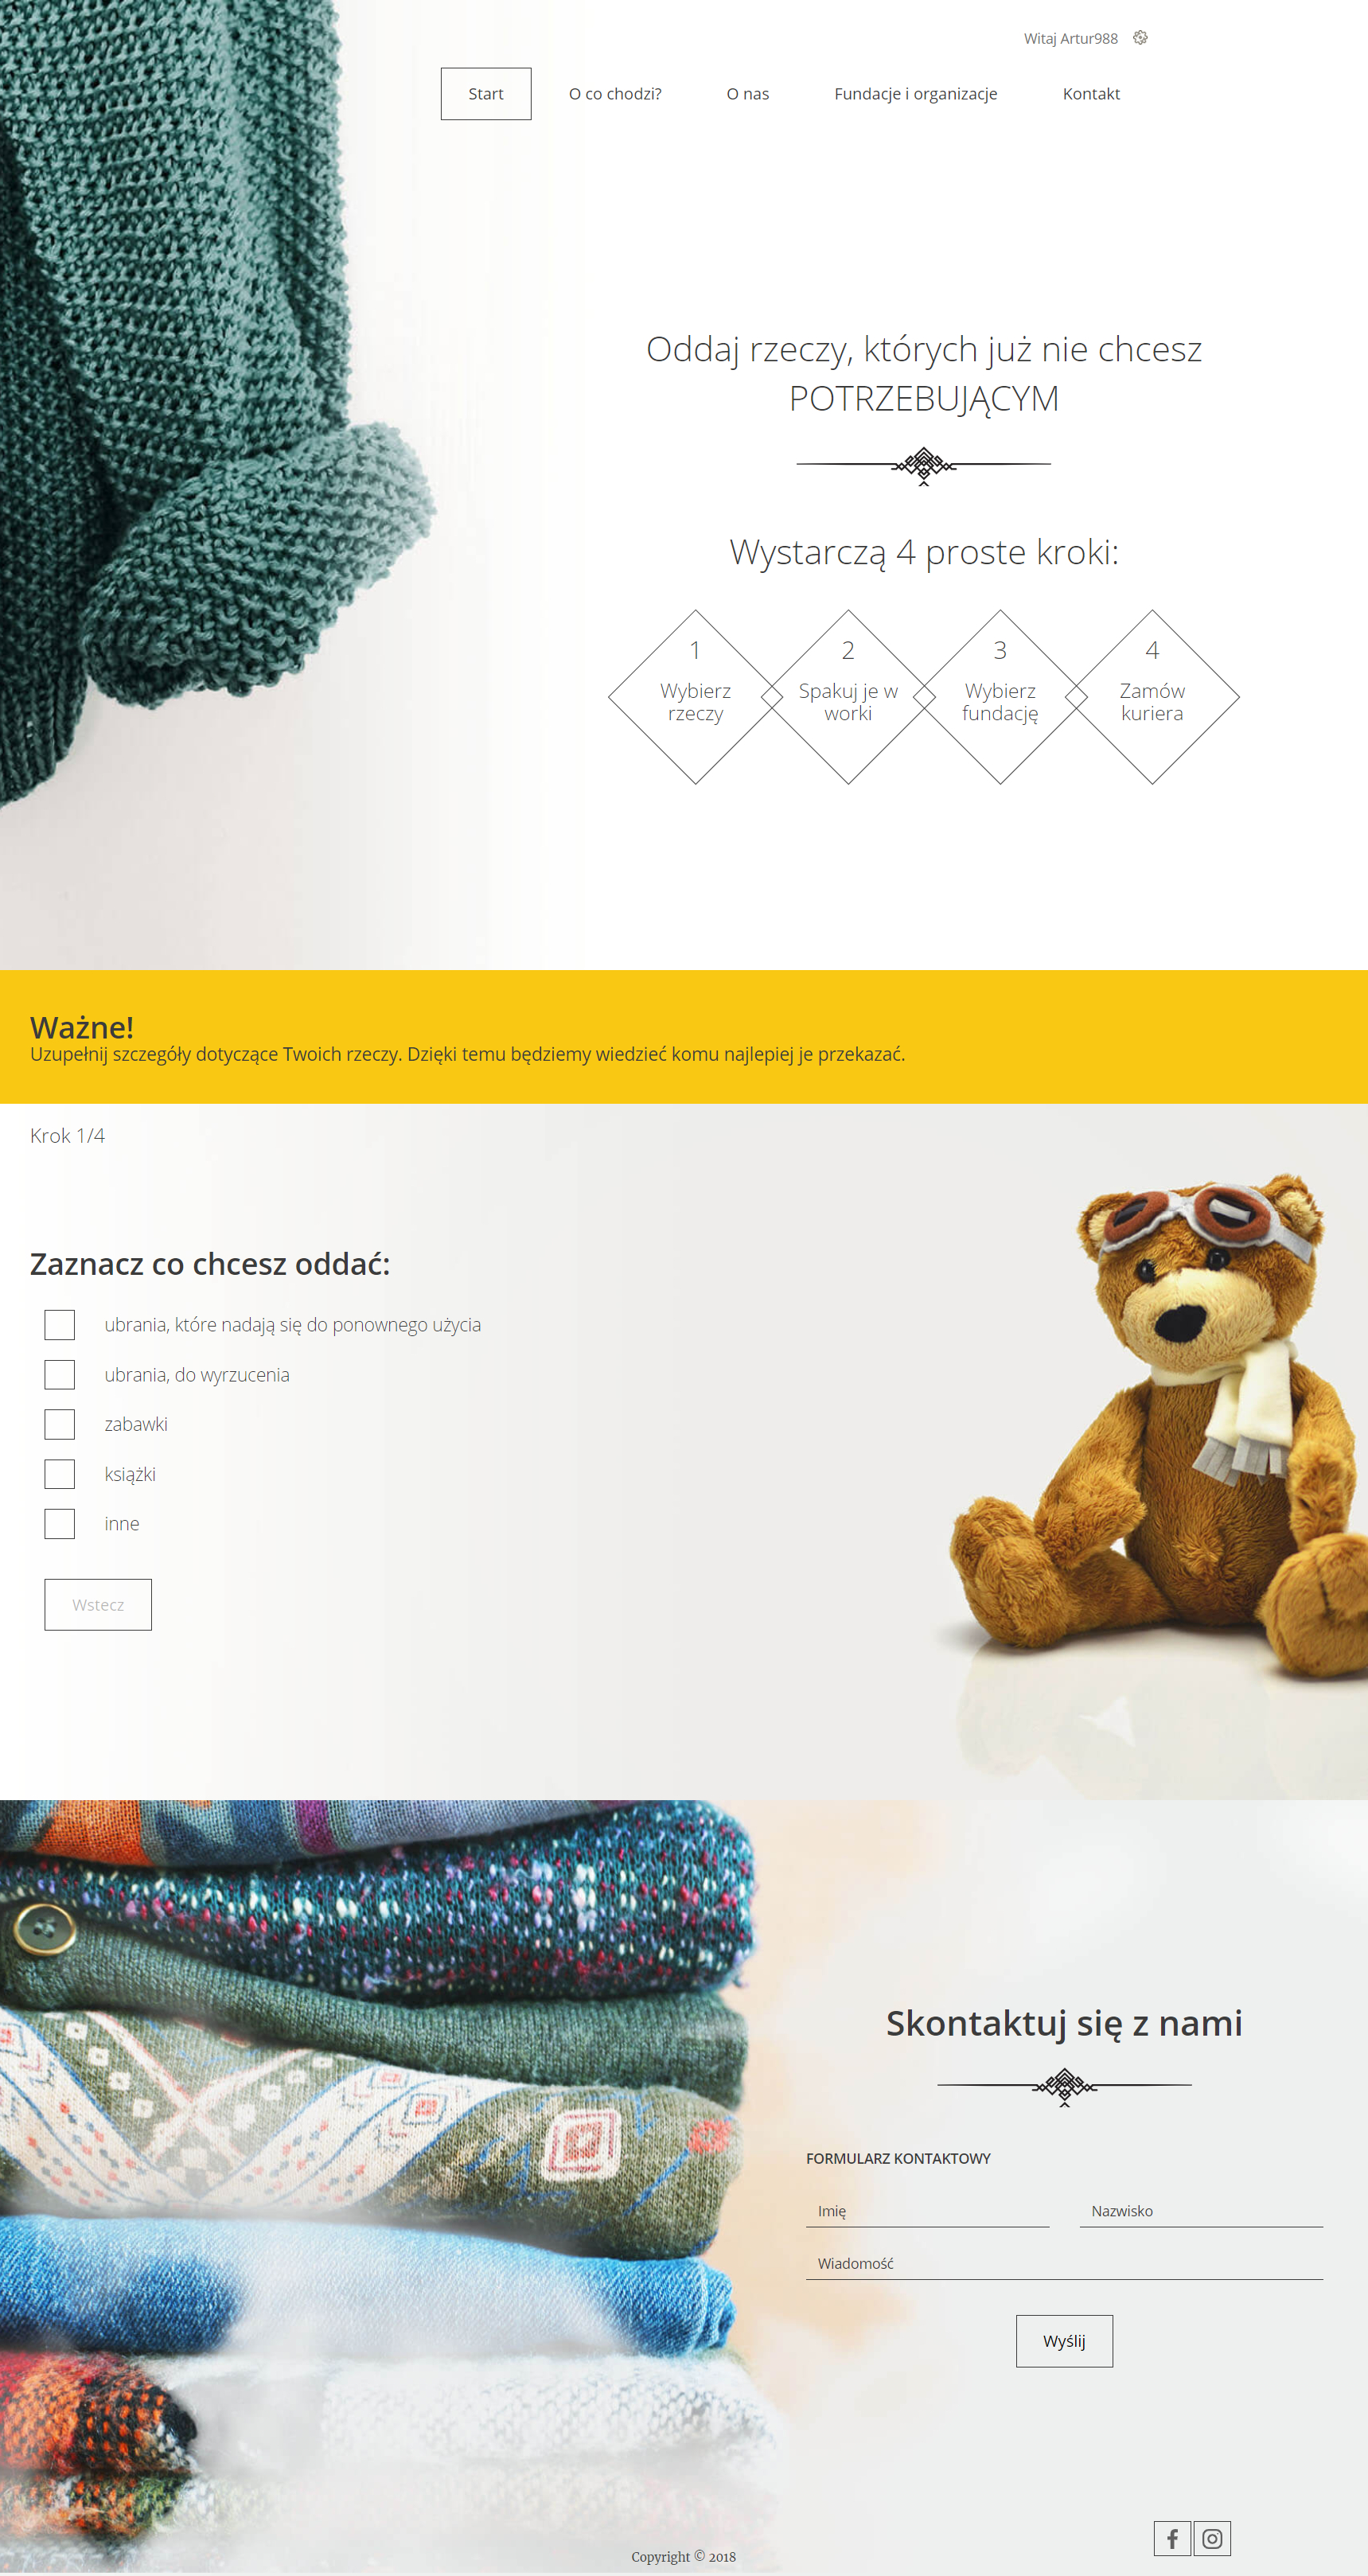 Witaj Artur988
Start
O co chodzi?
O nas
Fundacje i organizacje
Kontakt
Oddaj rzeczy, których już nie chcesz
POTRZEBUJĄCYM
Wystarczą 4 proste kroki:
1
Wybierz
rzeczy
2
Spakuj je w
worki
3
Wybierz
fundację
4
Zamów
kuriera
Ważne!
Uzupełnij szczegóły dotyczące Twoich rzeczy. Dzięki temu będziemy wiedzieć komu najlepiej je przekazać.
Krok 1/4
Zaznacz co chcesz oddać:
ubrania, które nadają się do ponownego użycia
ubrania, do wyrzucenia
zabawki
książki
inne
Wstecz
Skontaktuj się z nami
FORMULARZ KONTAKTOWY
Imię
Nazwisko
Wiadomość
Wyślij
Copyright © 2018